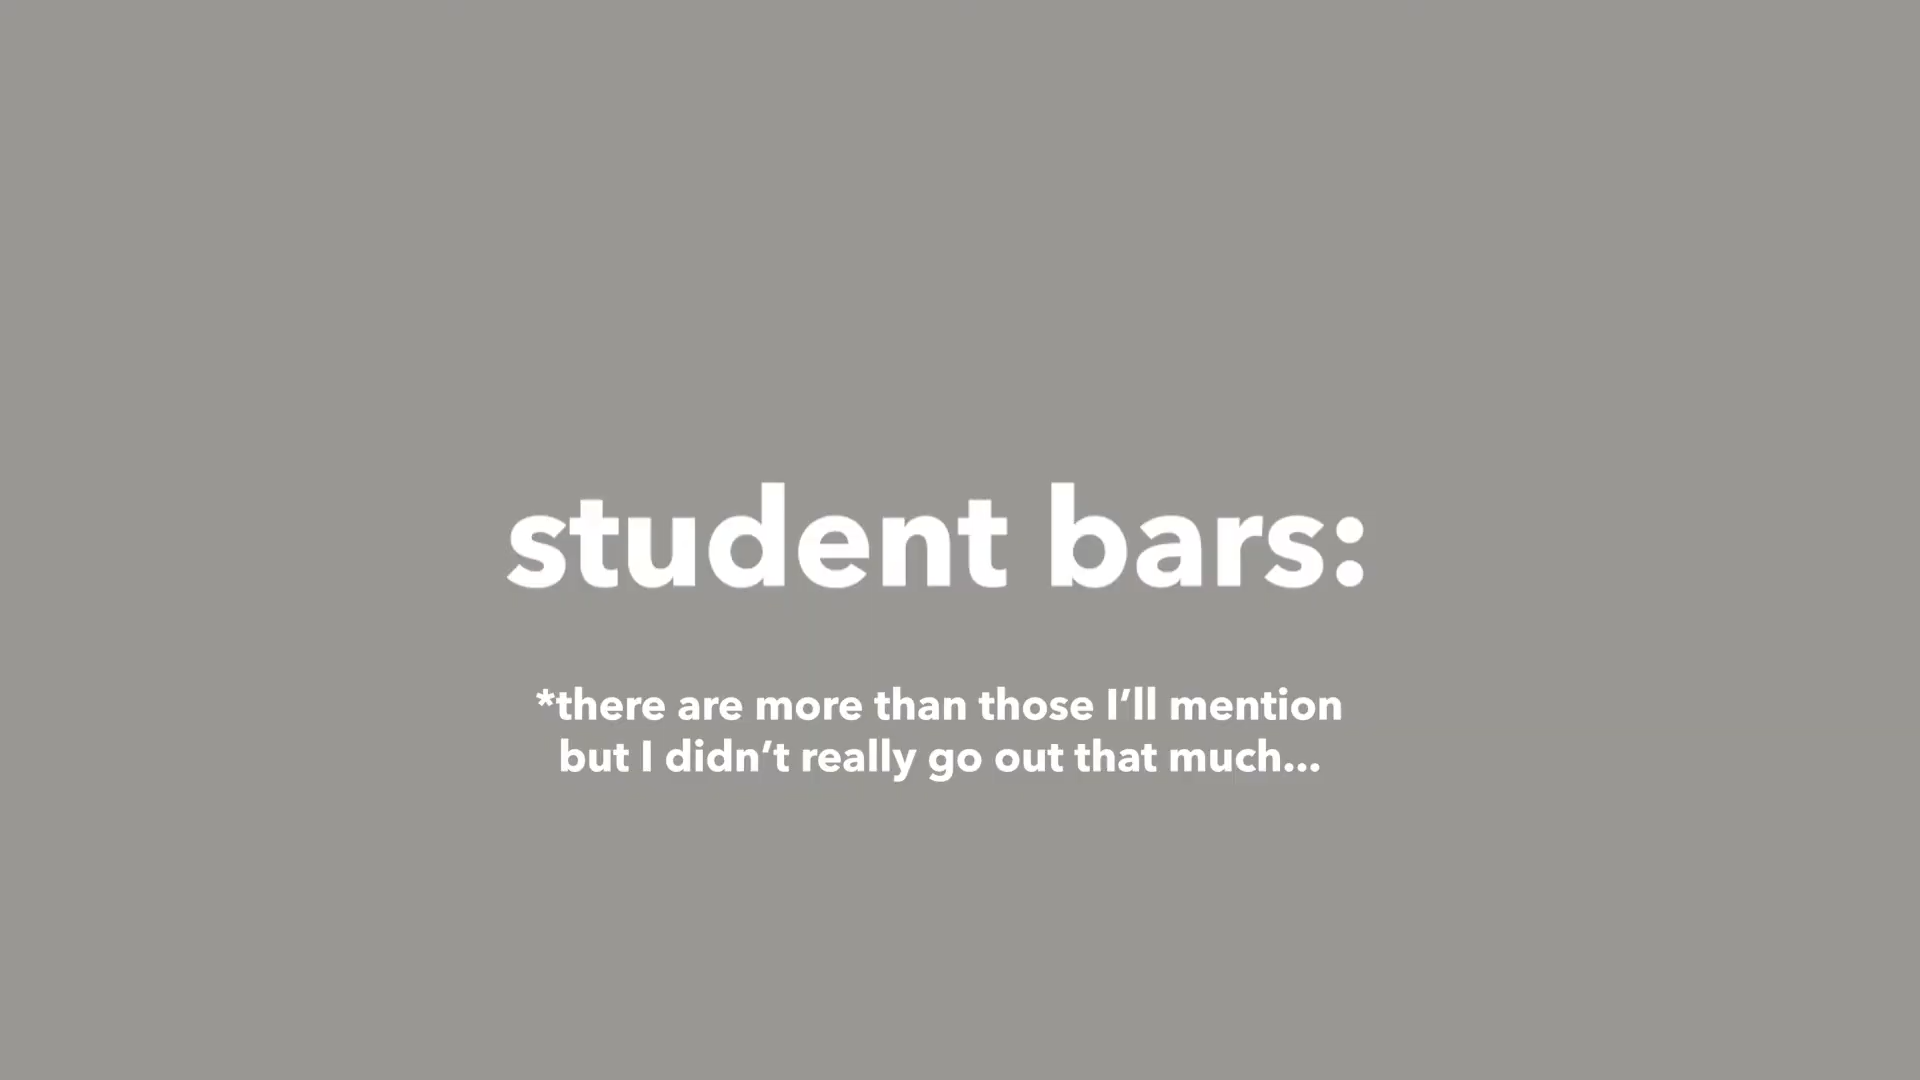 student bars:
*there are more than those I’ll mention
but I didn’t really go out that much...